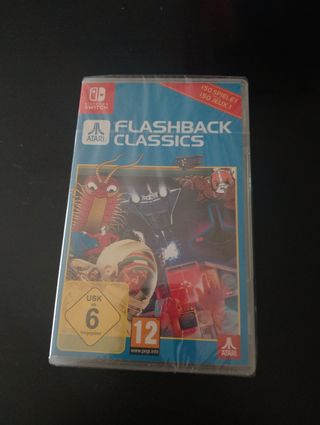 NINTENDO
SWITCH
150 SPIELE!
150 JEUX!
ATARI
FLASHBACK
CLASSICS
USK
ab
6
freigegeben
12
www.pegi.info
ATARI